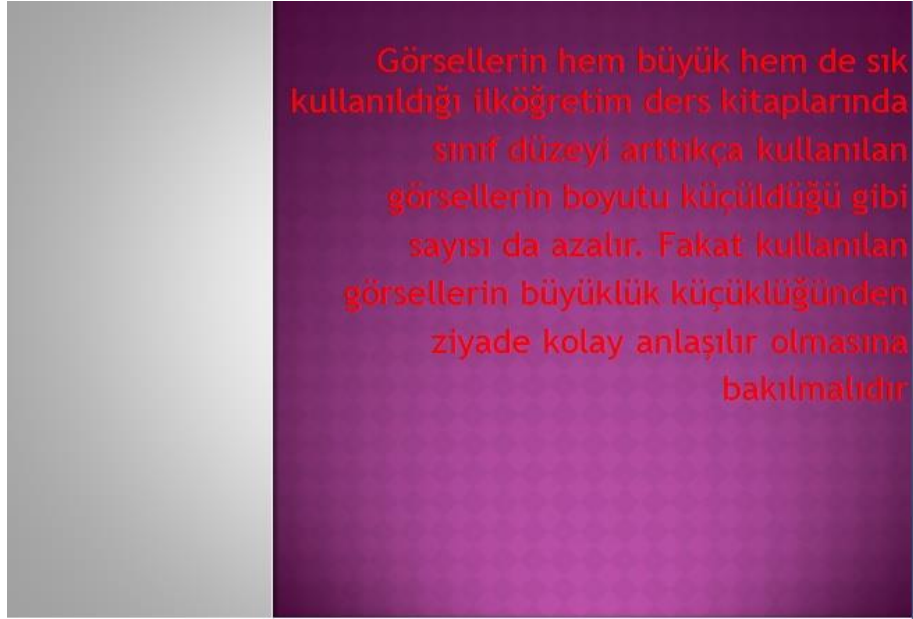 Görsellerin hem büyük hem de sık
kullanıldığı ilköğretim ders kitaplarında
sınıf düzeyi arttıkça kullanılan
görsellerin boyutu küçüldüğü gibi
sayısı da azalır. Fakat kullanılan
görsellerin büyüklük küçüklüğünden
ziyade kolay anlaşılır olmasına
bakılmalıdır